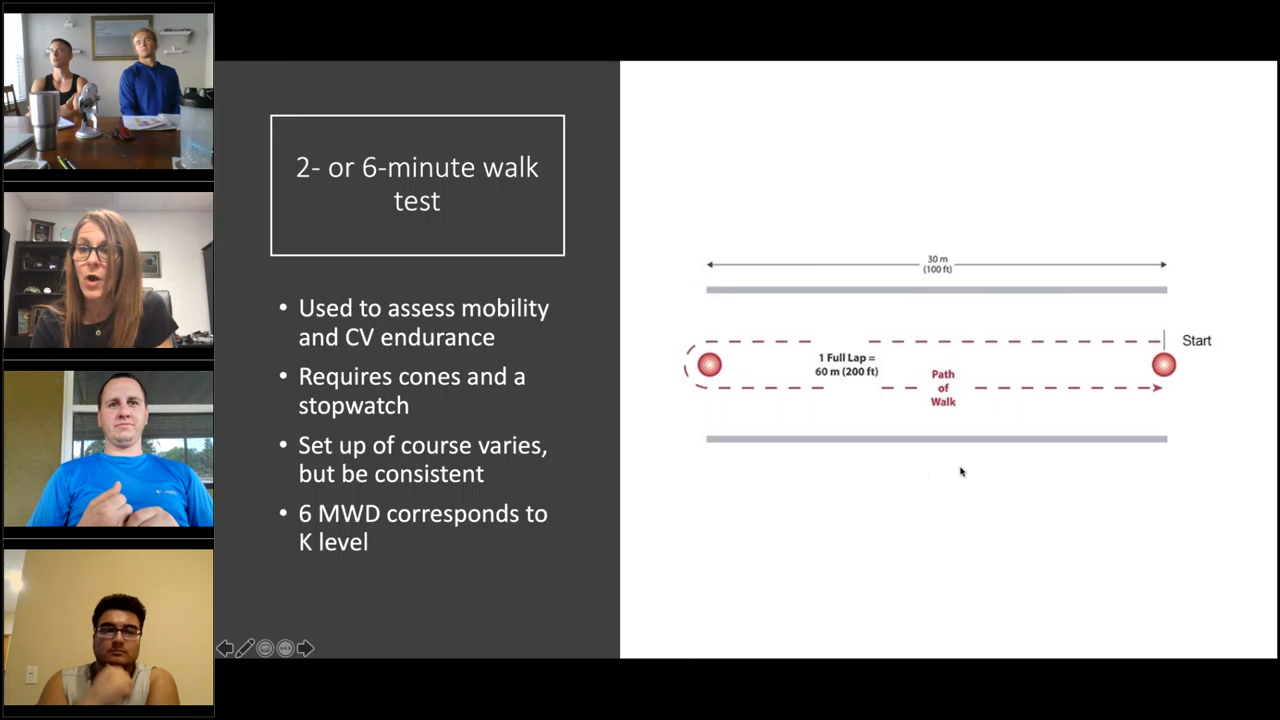 2- or 6-minute walk
test
• Used to assess mobility
and CV endurance
• Requires cones and a
stopwatch
• Set up of course varies,
but be consistent
• 6 MWD corresponds to
K level
30 m
(100 ft)
Start
1 Full Lap =
60 m (200 ft)
Path
of
Walk